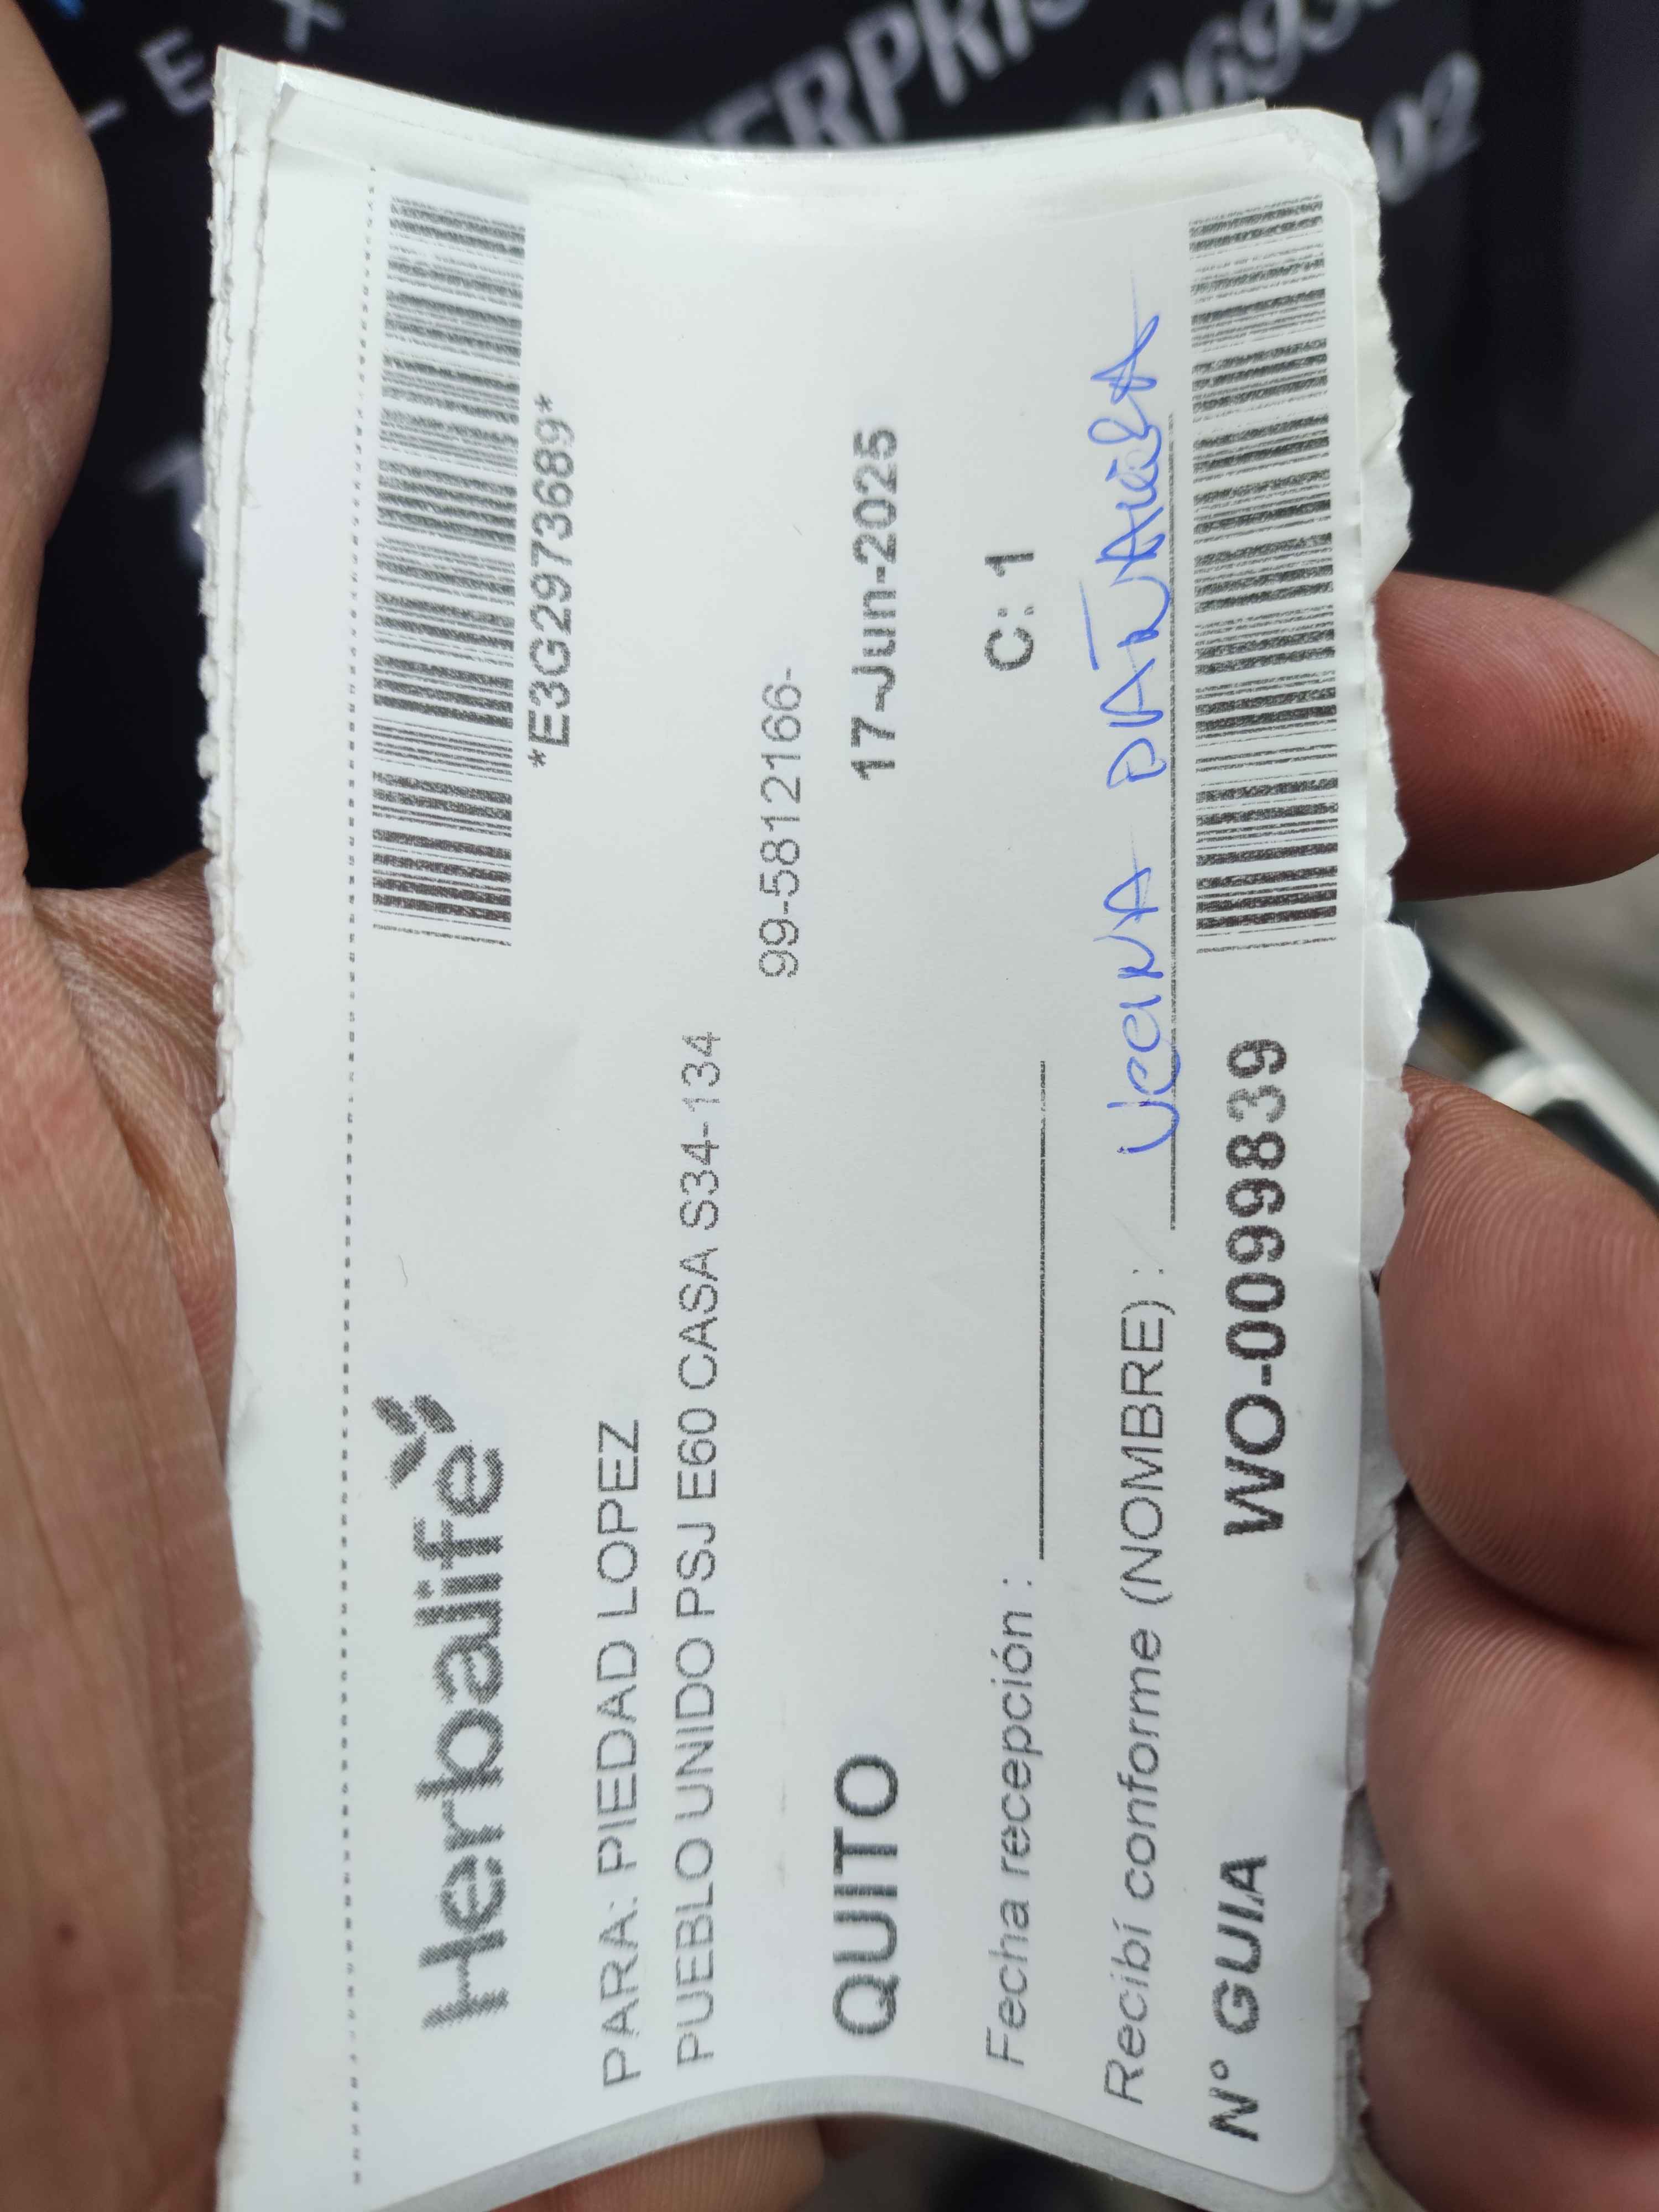 Herbalife
*E3G2973689*
PARA: PIEDAD LOPEZ
PUEBLO UNIDO PSJ E60 CASA S34-134
99-5812166-
QUITO 17-Jun-2025
Fecha recepción : C: 1
Recibí conforme (NOMBRE) : VECINA
N° GUIA WO-0099839